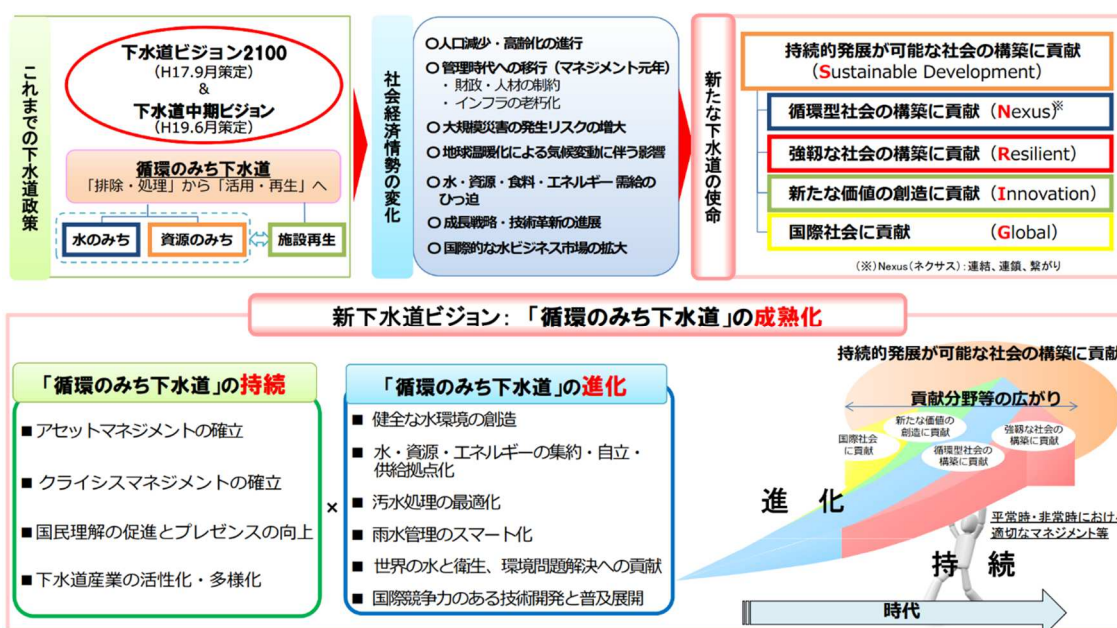 これまでの下水道政策
下水道ビジョン2100
(H17.9月策定)
&
下水道中期ビジョン
(H19.6月策定)
循環のみち下水道
「排除・処理」から「活用・再生」へ
水のみち
資源のみち
施設再生
社会経済情勢の変化
○人口減少・高齢化の進行
○管理時代への移行(マネジメント元年)
・財政・人材の制約
・インフラの老朽化
○大規模災害の発生リスクの増大
○地球温暖化による気候変動に伴う影響
○水・資源・食料・エネルギー需給の
ひっ迫
○成長戦略・技術革新の進展
○国際的な水ビジネス市場の拡大
新たな下水道の使命
持続的発展が可能な社会の構築に貢献
(Sustainable Development)
循環型社会の構築に貢献(Nexus)※
強靱な社会の構築に貢献(Resilient)
新たな価値の創造に貢献(Innovation)
国際社会に貢献 (Global)
(※)Nexus(ネクサス):連結、連鎖、繋がり
新下水道ビジョン:「循環のみち下水道」の成熟化
「循環のみち下水道」の持続
■アセットマネジメントの確立
■クライシスマネジメントの確立
■国民理解の促進とプレゼンスの向上
■下水道産業の活性化・多様化
×
「循環のみち下水道」の進化
■健全な水環境の創造
■水・資源・エネルギーの集約・自立・
供給拠点化
■汚水処理の最適化
■雨水管理のスマート化
■世界の水と衛生、環境問題解決への貢献
■国際競争力のある技術開発と普及展開
持続的発展が可能な社会の構築に貢献
貢献分野等の広がり
国際社会
に貢献
新たな価値の
創造に貢献
循環型社会の
構築に貢献
強靱な社会の
構築に貢献
進化
平常時・非常時における
適切なマネジメント等
持続
時代